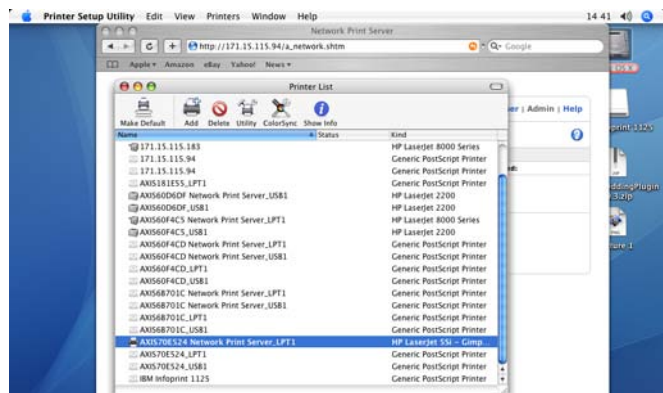 Printer Setup Utility Edit View Printers Window Help 14 41
Network Print Server
http://171.15.115.94/a_network.shtm
Q- Google
Apple Amazon eBay Yahoo! News
Printer List
Make Default Add Delete Utility ColorSync Show Info
Admin | Help
Name Status Kind
171.15.115.183 HP LaserJet 8000 Series
171.15.115.94 Generic PostScript Printer
171.15.115.94 Generic PostScript Printer
AXIS181E55_LPT1 Generic PostScript Printer
AXIS60D6DF Network Print Server_USB1 HP LaserJet 2200
AXIS60D6DF_USB1 HP LaserJet 2200
AXIS60F4C5 Network Print Server_LPT1 HP LaserJet 8000 Series
AXIS60F4C5_USB1 HP LaserJet 2200
AXIS60F4CD Network Print Server_LPT1 Generic PostScript Printer
AXIS60F4CD Network Print Server_USB1 Generic PostScript Printer
AXIS60F4CD_LPT1 Generic PostScript Printer
AXIS60F4CD_USB1 Generic PostScript Printer
AXIS6B701C Network Print Server_LPT1 Generic PostScript Printer
AXIS6B701C Network Print Server_USB1 Generic PostScript Printer
AXIS6B701C_LPT1 Generic PostScript Printer
AXIS6B701C_USB1 Generic PostScript Printer
AXIS70E524 Network Print Server_LPT1 HP LaserJet 5Si - Gimp...
AXIS70E524_LPT1 Generic PostScript Printer
AXIS70E524_USB1 Generic PostScript Printer
IBM Infoprint 1125 Generic PostScript Printer